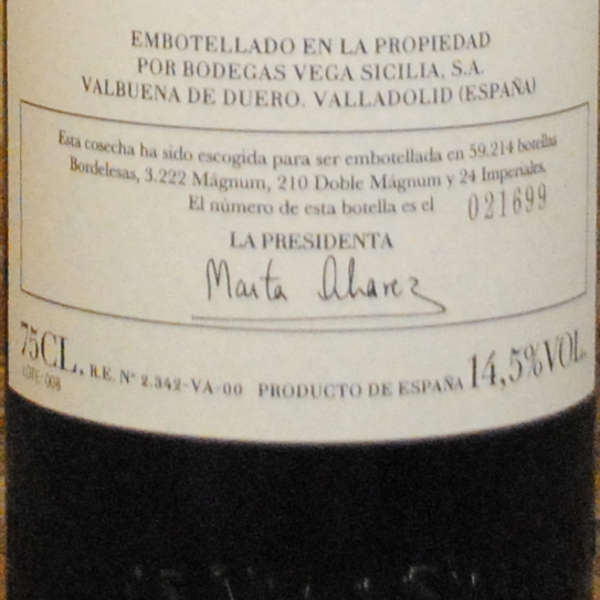 EMBOTELLADO EN LA PROPIEDAD
POR BODEGAS VEGA SICILIA, S.A.
VALBUENA DE DUERO. VALLADOLID (ESPAÑA)
Esta cosecha ha sido escogida para ser embotellada en 59.214 botellas
Bordelesas, 3.222 Mágnum, 210 Doble Mágnum y 24 Imperiales.
El número de esta botella es el 021699
LA PRESIDENTA
Marta Álvarez
75CL. R.E. Nº 2.342-VA-00 PRODUCTO DE ESPAÑA 14,5% VOL.